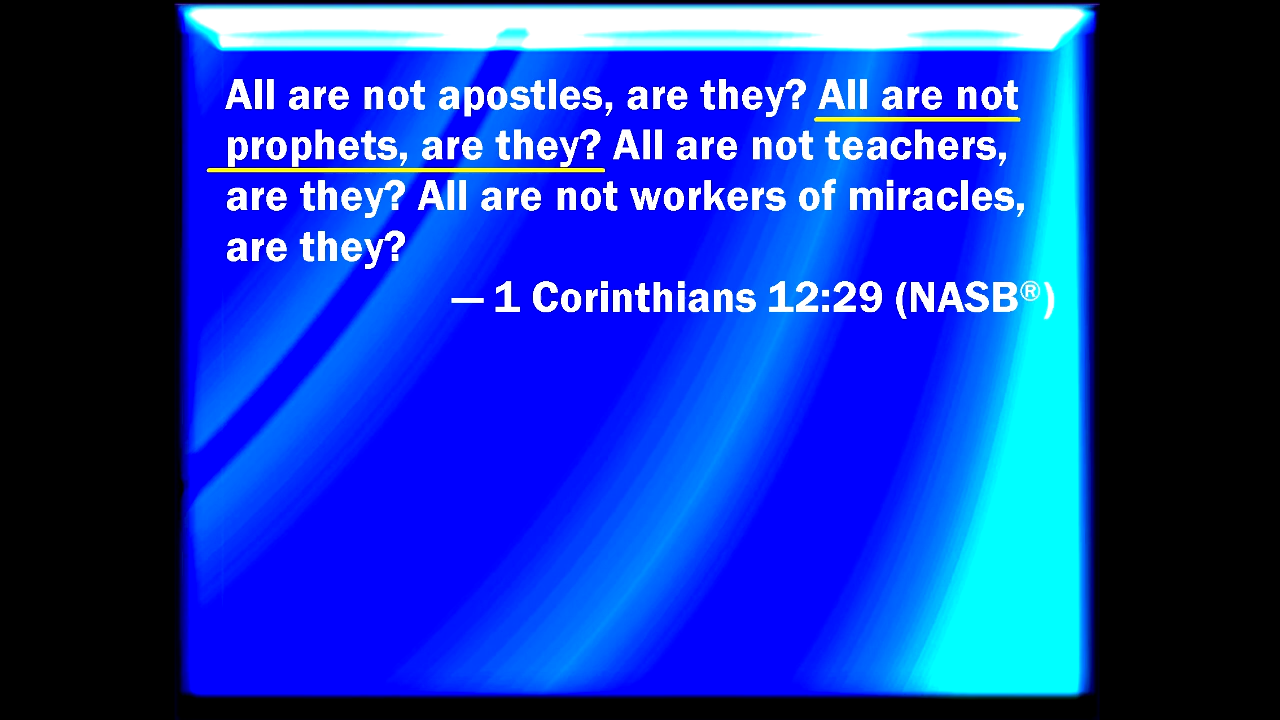 All are not apostles, are they? All are not
prophets, are they? All are not teachers,
are they? All are not workers of miracles,
are they?
— 1 Corinthians 12:29 (NASB®)